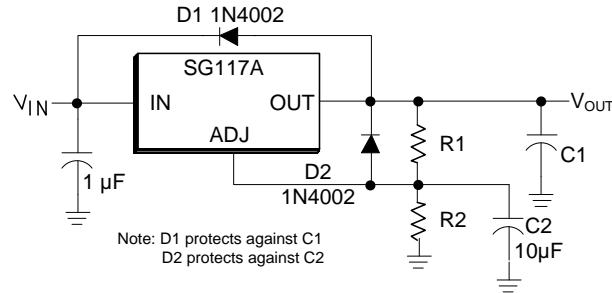 D1 1N4002
SG117A
VIN
IN
OUT
VOUT
ADJ
R1
C1
1 µF
D2
1N4002
R2
C2
10µF
Note: D1 protects against C1
D2 protects against C2